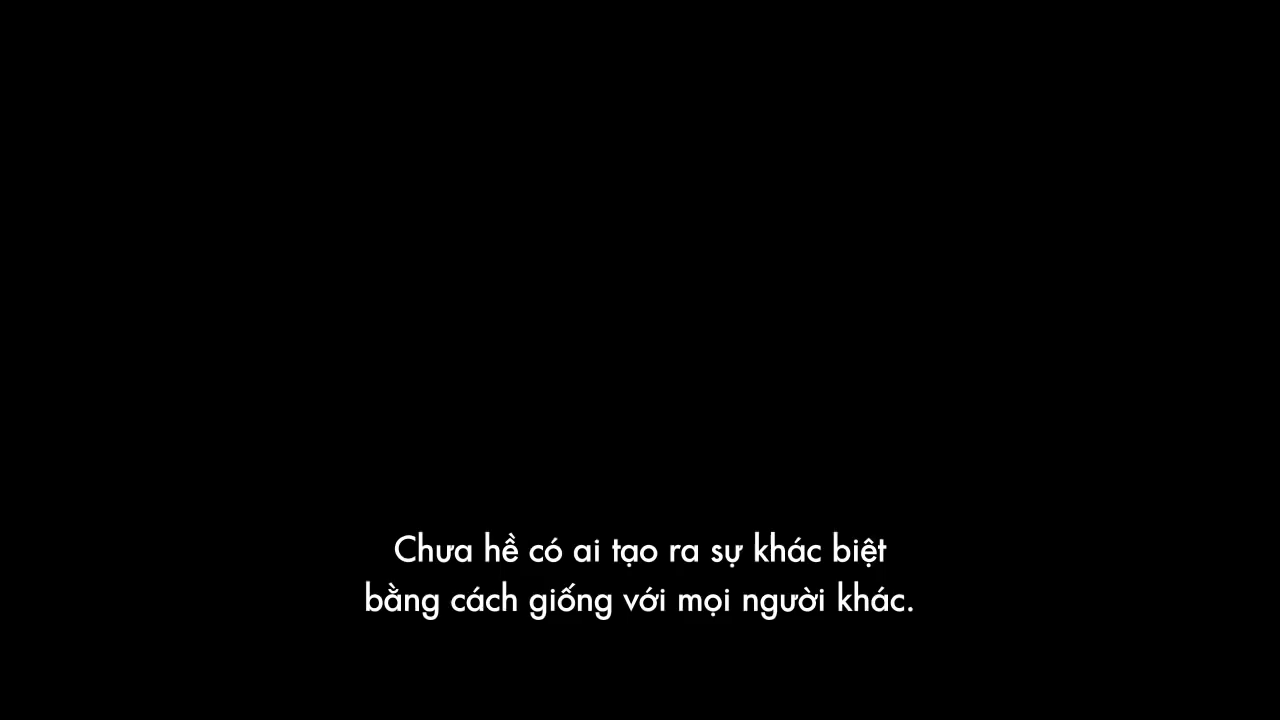 Chưa hề có ai tạo ra sự khác biệt
bằng cách giống với mọi người khác.